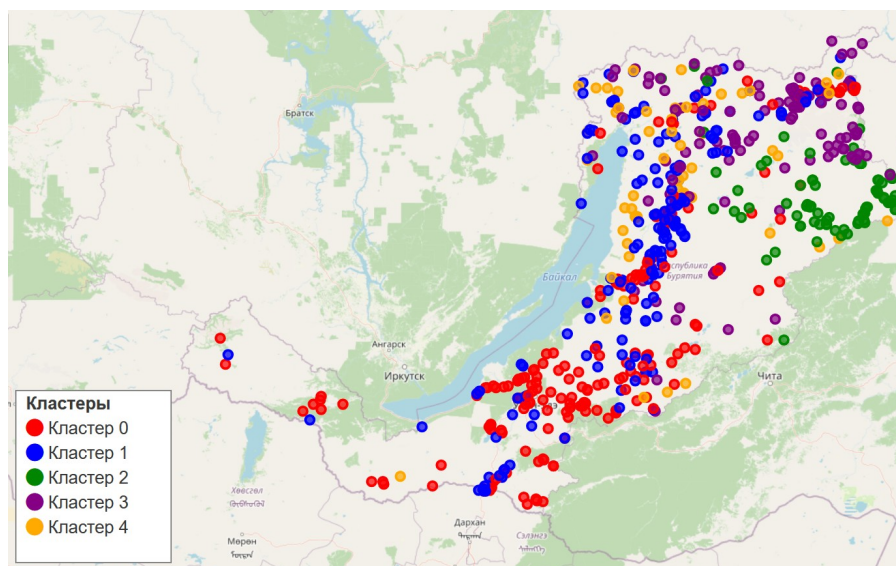 Братск
Байкал
Республика
Бурятия
Ангарск
Иркутск
Чита
Кластеры
Кластер 0
Кластер 1
Кластер 2
Кластер 3
Кластер 4
Хөвсгөл
Мөрөн
Дархан
Сэлэнгэ